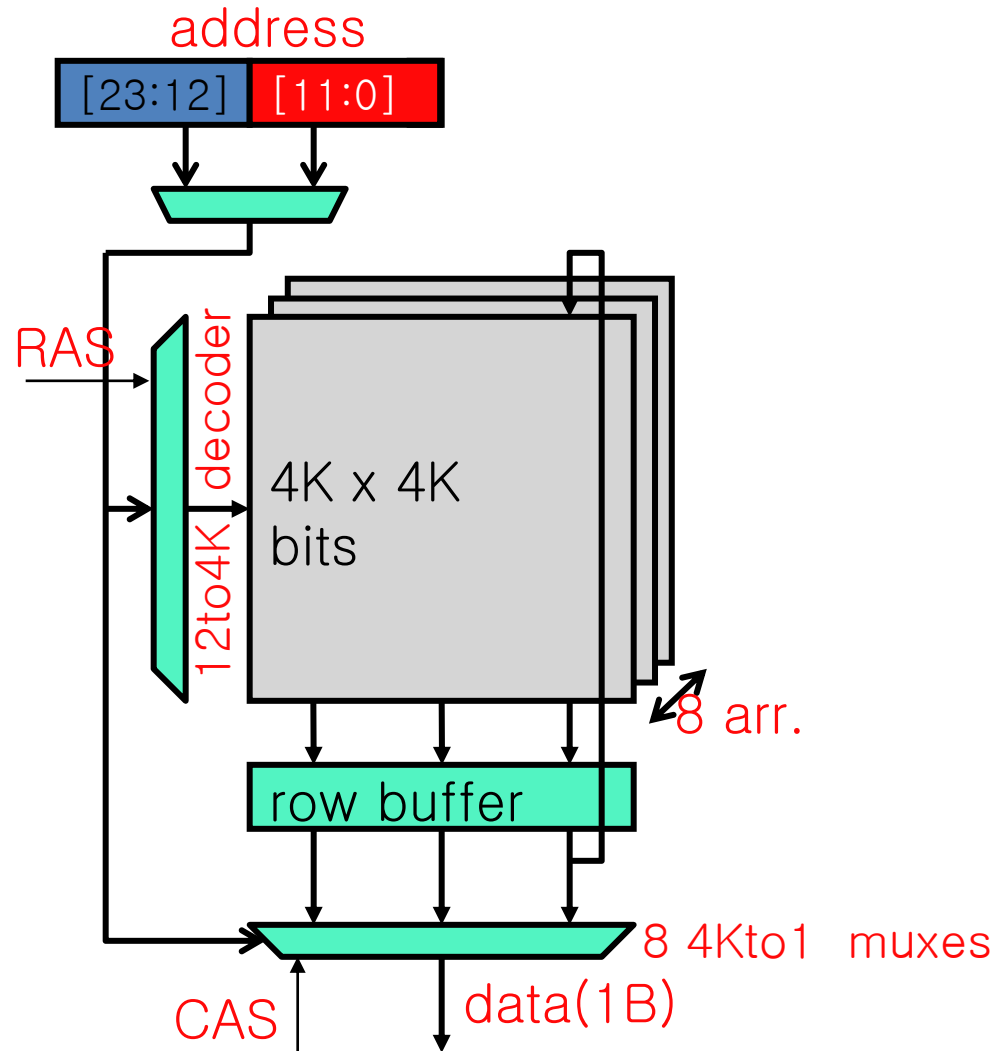 address
[23:12] [11:0]
RAS
12to4K decoder
4K x 4K
bits
8 arr.
row buffer
8 4Kto1 muxes
data(1B)
CAS